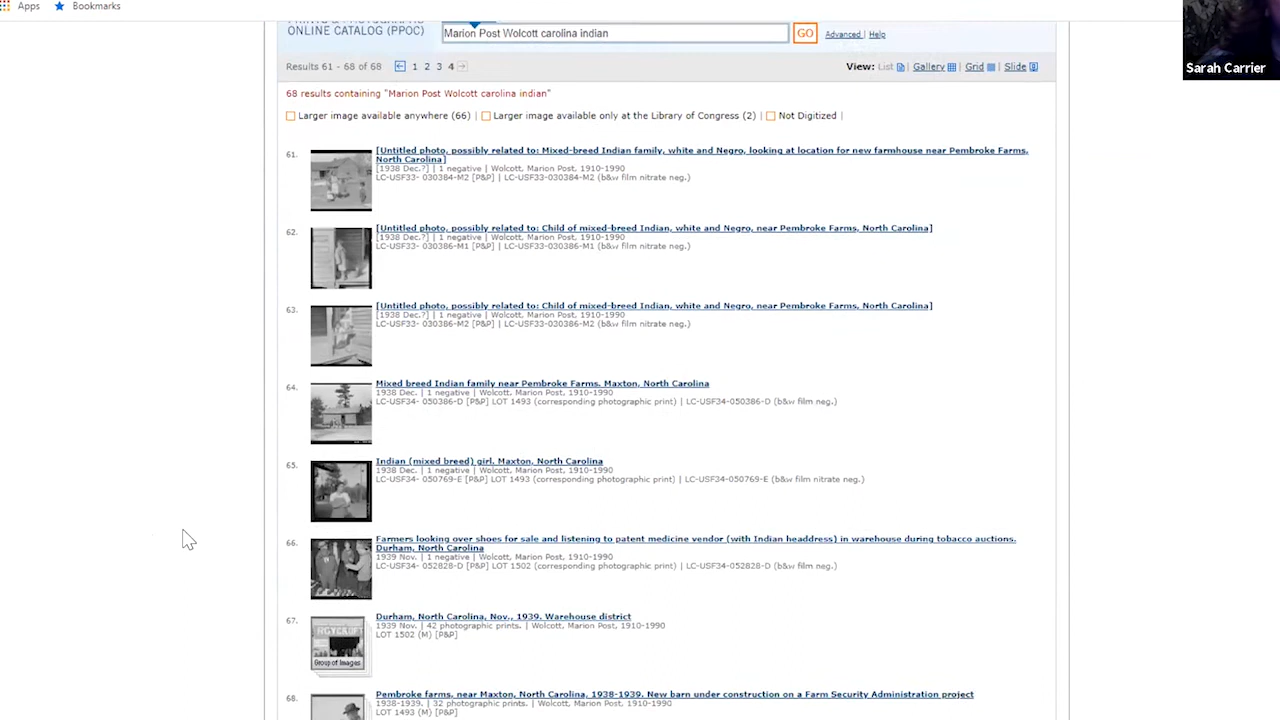 Apps Bookmarks
ONLINE CATALOG (PPOC)
Marion Post Wolcott carolina indian
GO
Advanced | Help
Results 61 - 68 of 68
1 2 3 4
View: List | Gallery | Grid | Slide
68 results containing "Marion Post Wolcott carolina indian"
Larger image available anywhere (66) | Larger image available only at the Library of Congress (2) | Not Digitized |
61.
[Untitled photo, possibly related to: Mixed-breed Indian family, white and Negro, looking at location for new farmhouse near Pembroke Farms,
North Carolina]
[1938 Dec.?] | 1 negative | Wolcott, Marion Post, 1910-1990
LC-USF33- 030384-M2 [P&P] | LC-USF33-030384-M2 (b&w film nitrate neg.)
62.
[Untitled photo, possibly related to: Child of mixed-breed Indian, white and Negro, near Pembroke Farms, North Carolina]
[1938 Dec.?] | 1 negative | Wolcott, Marion Post, 1910-1990
LC-USF33- 030386-M1 [P&P] | LC-USF33-030386-M1 (b&w film nitrate neg.)
63.
[Untitled photo, possibly related to: Child of mixed-breed Indian, white and Negro, near Pembroke Farms, North Carolina]
[1938 Dec.?] | 1 negative | Wolcott, Marion Post, 1910-1990
LC-USF33- 030386-M2 [P&P] | LC-USF33-030386-M2 (b&w film nitrate neg.)
64.
Mixed breed Indian family near Pembroke Farms. Maxton, North Carolina
1938 Dec. | 1 negative | Wolcott, Marion Post, 1910-1990
LC-USF34- 050386-D [P&P] LOT 1493 (corresponding photographic print) | LC-USF34-050386-D (b&w film neg.)
65.
Indian (mixed breed) girl. Maxton, North Carolina
1938 Dec. | 1 negative | Wolcott, Marion Post, 1910-1990
LC-USF34- 050769-E [P&P] LOT 1493 (corresponding photographic print) | LC-USF34-050769-E (b&w film nitrate neg.)
66.
Farmers looking over shoes for sale and listening to patent medicine vendor (with Indian headdress) in warehouse during tobacco auctions.
Durham, North Carolina
1939 Nov. | 1 negative | Wolcott, Marion Post, 1910-1990
LC-USF34- 052828-D [P&P] LOT 1502 (corresponding photographic print) | LC-USF34-052828-D (b&w film neg.)
67.
Durham, North Carolina, Nov., 1939. Warehouse district
1939 Nov. | 42 photographic prints. | Wolcott, Marion Post, 1910-1990
LOT 1502 (M) [P&P]
Group of Images
68.
Pembroke farms, near Maxton, North Carolina, 1938-1939. New barn under construction on a Farm Security Administration project
1938-1939. | 32 photographic prints. | Wolcott, Marion Post, 1910-1990
LOT 1493 (M) [P&P]
Sarah Carrier